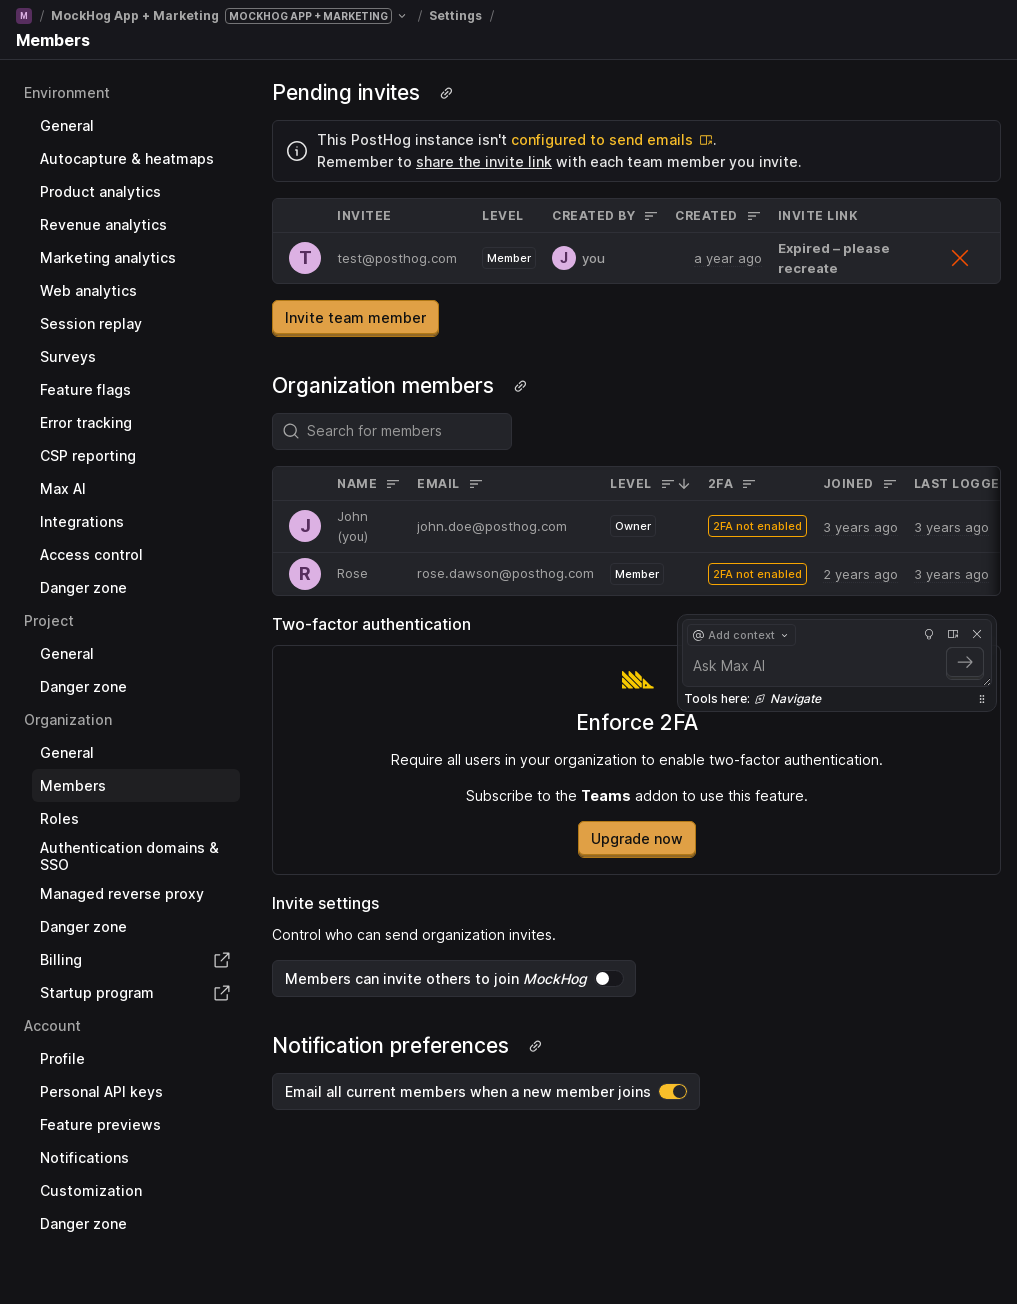 M / MockHog App + Marketing MOCKHOG APP + MARKETING / Settings /
Members
Environment
General
Autocapture & heatmaps
Product analytics
Revenue analytics
Marketing analytics
Web analytics
Session replay
Surveys
Feature flags
Error tracking
CSP reporting
Max AI
Integrations
Access control
Danger zone
Project
General
Danger zone
Organization
General
Members
Roles
Authentication domains &
SSO
Managed reverse proxy
Danger zone
Billing
Startup program
Account
Profile
Personal API keys
Feature previews
Notifications
Customization
Danger zone
Pending invites
This PostHog instance isn't configured to send emails .
Remember to share the invite link with each team member you invite.
INVITEE LEVEL CREATED BY CREATED INVITE LINK
T test@posthog.com Member J you a year ago Expired – please
recreate
Invite team member
Organization members
Search for members
NAME EMAIL LEVEL 2FA JOINED LAST LOGGE
J John
(you) john.doe@posthog.com Owner 2FA not enabled 3 years ago 3 years ago
R Rose rose.dawson@posthog.com Member 2FA not enabled 2 years ago 3 years ago
Two-factor authentication
@ Add context
Ask Max AI
Tools here: Navigate
Enforce 2FA
Require all users in your organization to enable two-factor authentication.
Subscribe to the Teams addon to use this feature.
Upgrade now
Invite settings
Control who can send organization invites.
Members can invite others to join MockHog
Notification preferences
Email all current members when a new member joins